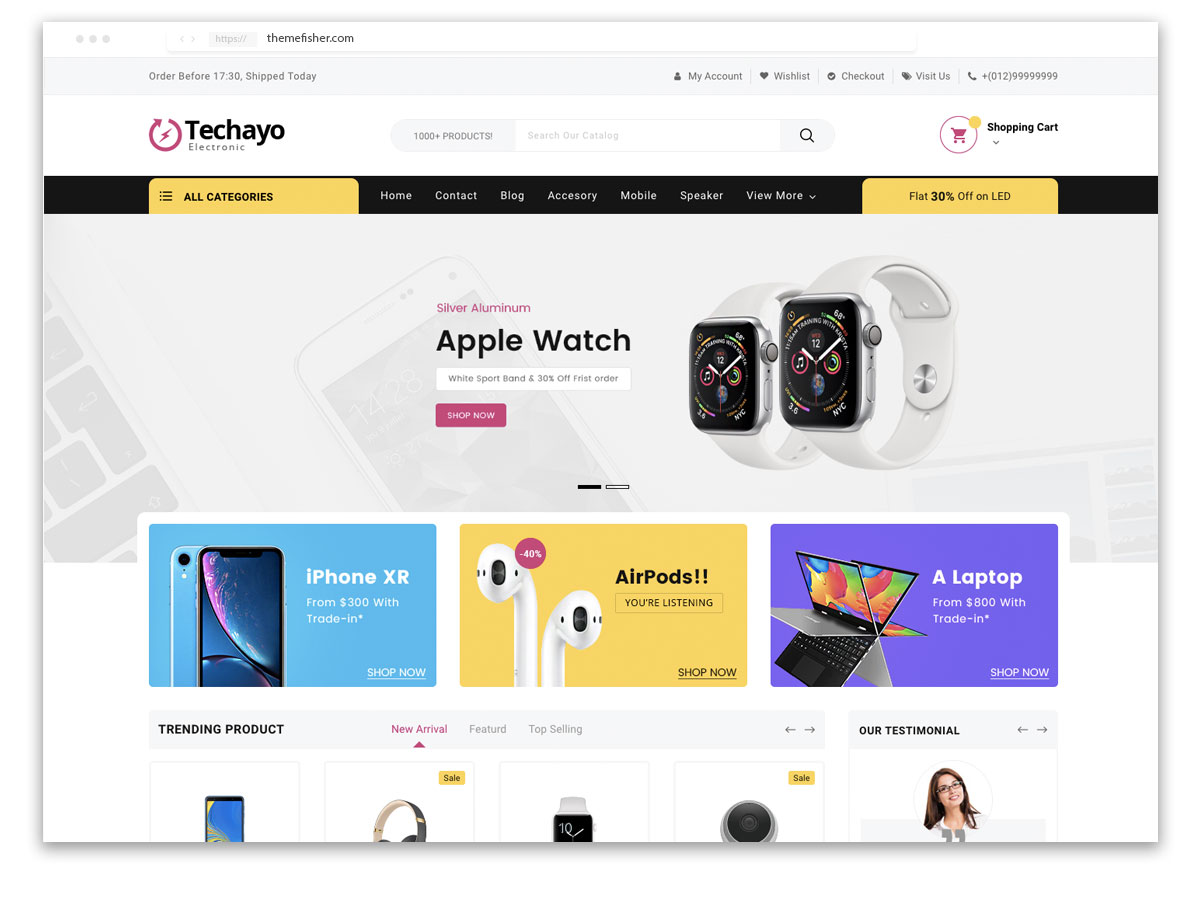 https:// themefisher.com
Order Before 17:30, Shipped Today
My Account Wishlist Checkout Visit Us +(012)99999999
Techayo
Electronic
1000+ PRODUCTS! Search Our Catalog
Shopping Cart
ALL CATEGORIES Home Contact Blog Accesory Mobile Speaker View More Flat 30% Off on LED
Silver Aluminum
Apple Watch
White Sport Band & 30% Off Frist order
SHOP NOW
iPhone XR
From $300 With
Trade-in*
SHOP NOW
-40%
AirPods!!
YOU'RE LISTENING
SHOP NOW
A Laptop
From $800 With
Trade-in*
SHOP NOW
TRENDING PRODUCT New Arrival Featurd Top Selling
OUR TESTIMONIAL
Sale
Sale
10